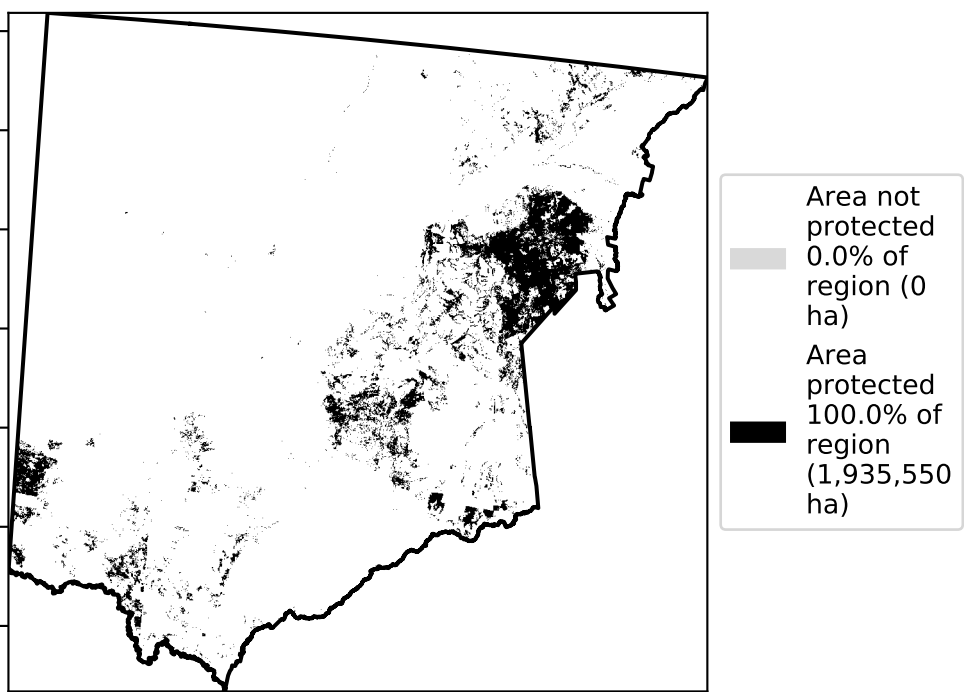 Area not
protected
0.0% of
region (0
ha)
Area
protected
100.0% of
region
(1,935,550
ha)